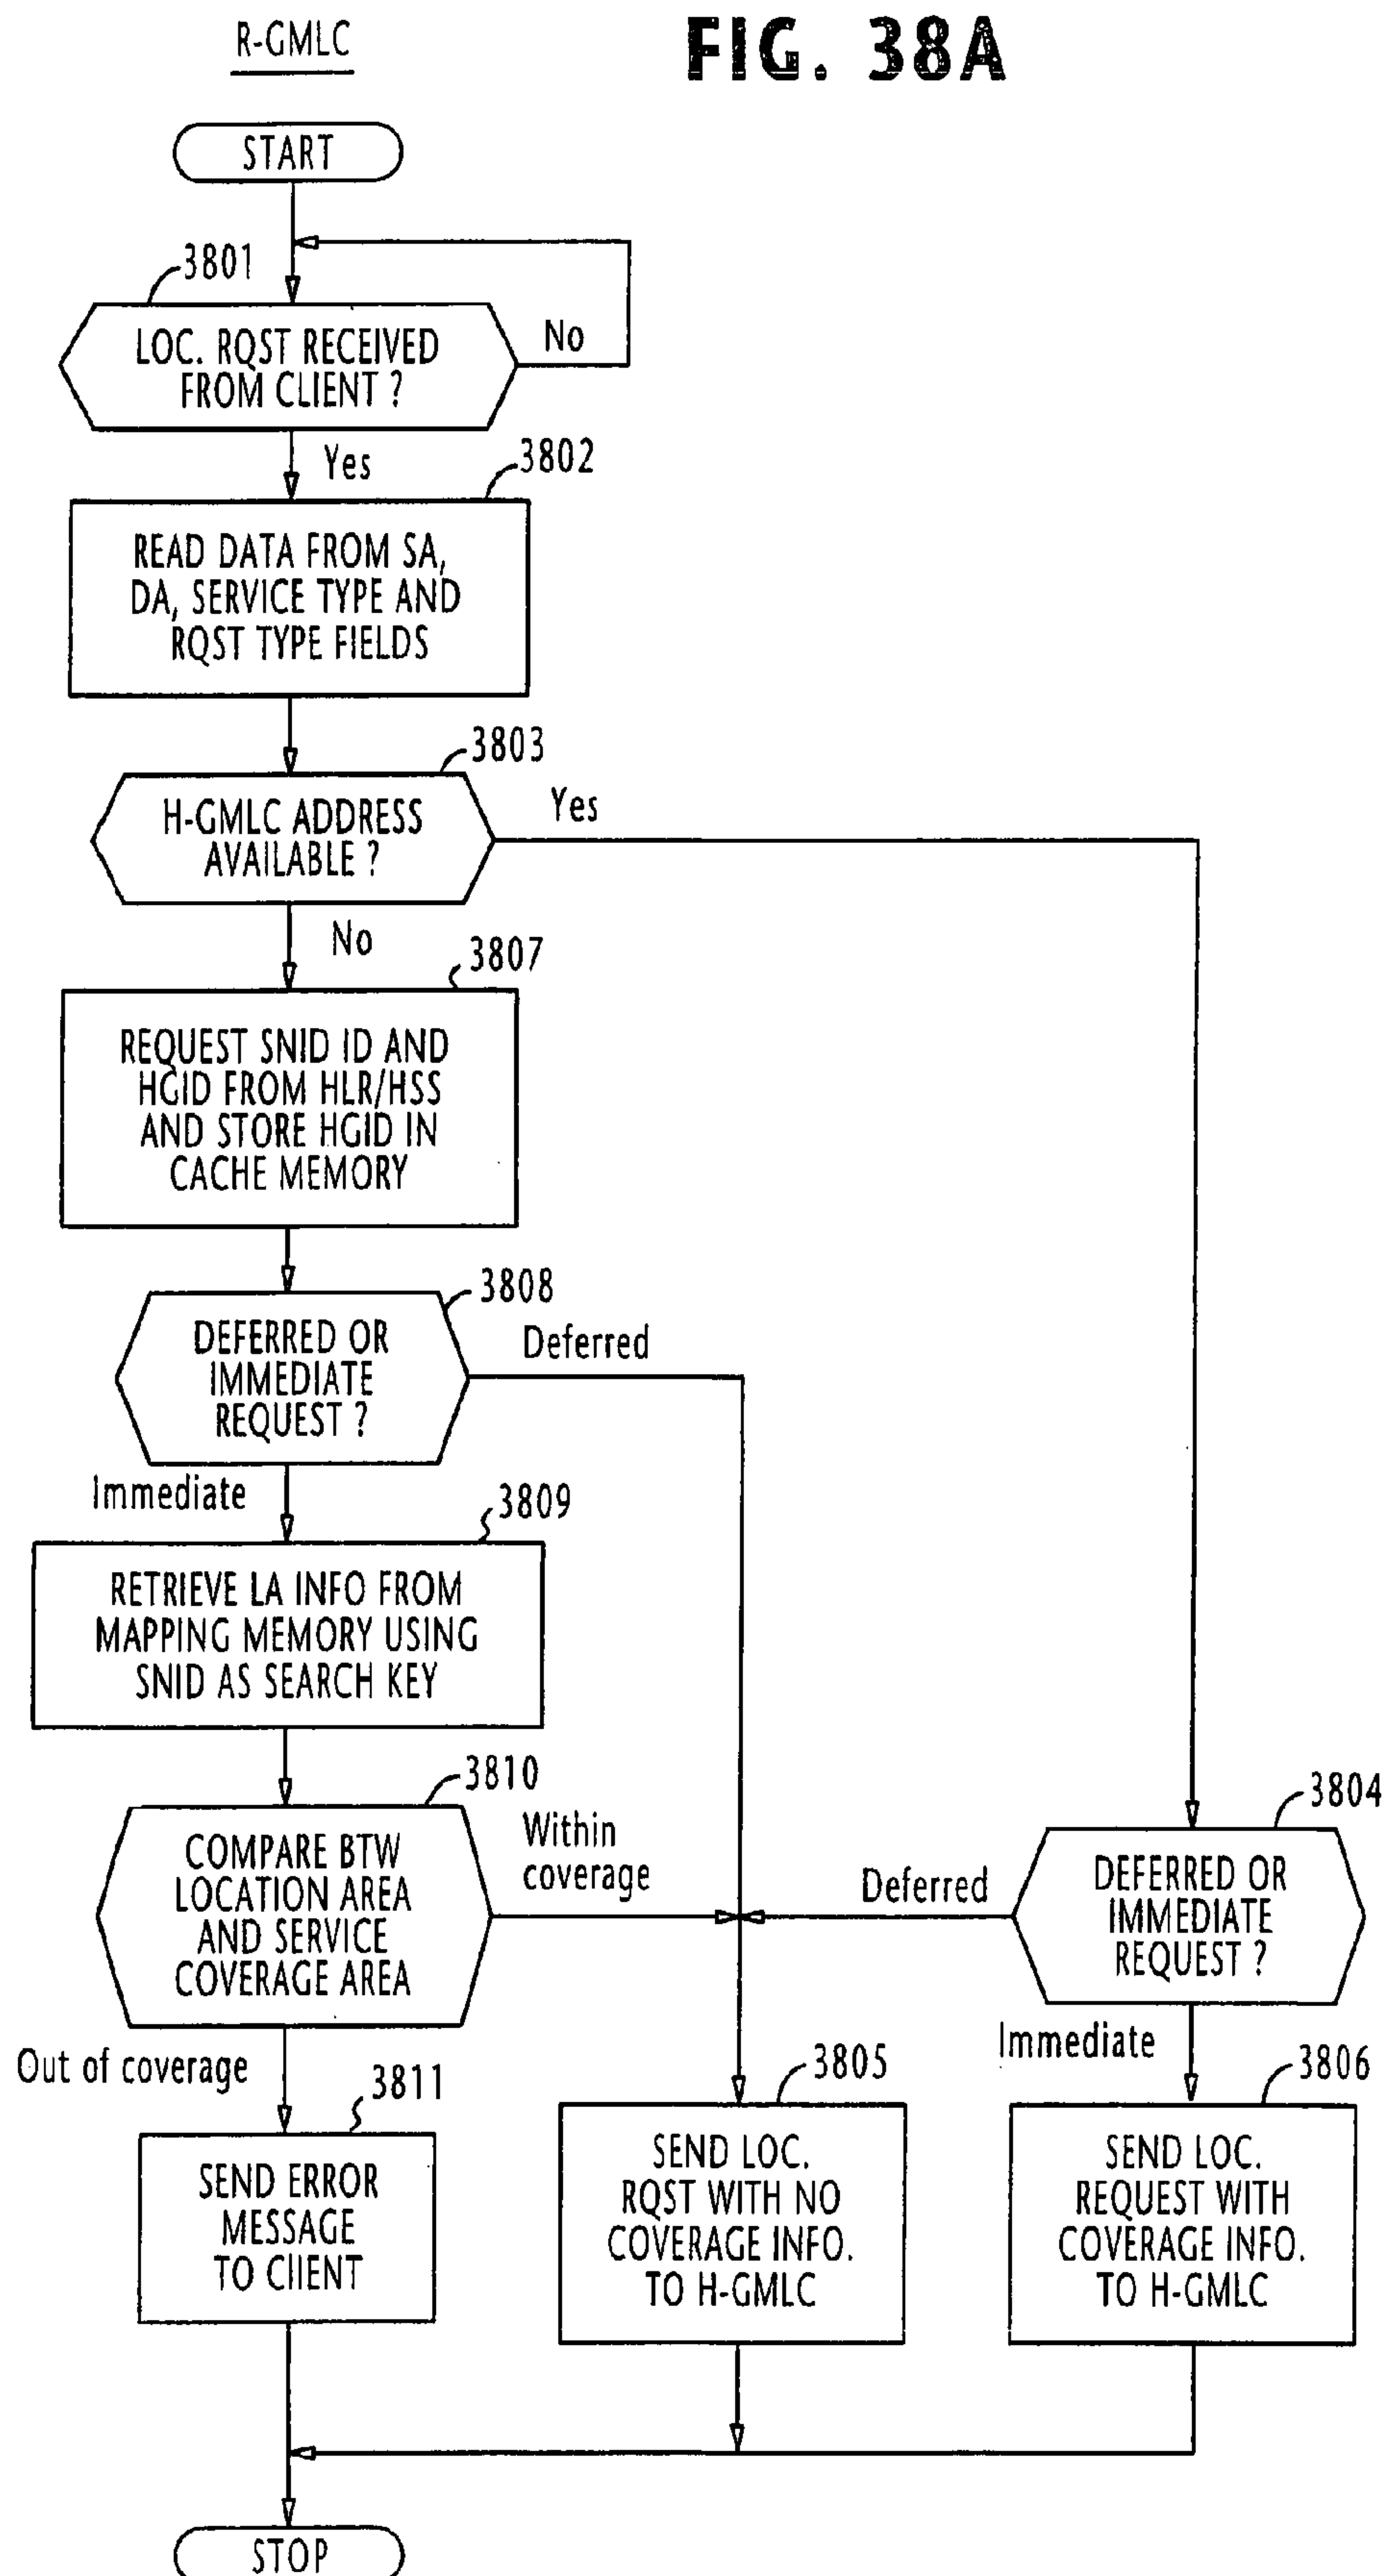 R-GMLC
FIG. 38A
START
3801
LOC. RQST RECEIVED
FROM CLIENT ?
No
Yes
3802
READ DATA FROM SA,
DA, SERVICE TYPE AND
RQST TYPE FIELDS
3803
H-GMLC ADDRESS
AVAILABLE ?
Yes
No
3807
REQUEST SNID ID AND
HGID FROM HLR/HSS
AND STORE HGID IN
CACHE MEMORY
3808
DEFERRED OR
IMMEDIATE
REQUEST ?
Deferred
Immediate
3809
RETRIEVE LA INFO FROM
MAPPING MEMORY USING
SNID AS SEARCH KEY
3810
COMPARE BTW
LOCATION AREA
AND SERVICE
COVERAGE AREA
Within
coverage
Deferred
3804
DEFERRED OR
IMMEDIATE
REQUEST ?
Out of coverage
Immediate
3811
SEND ERROR
MESSAGE
TO CIIENT
3805
SEND LOC.
RQST WITH NO
COVERAGE INFO.
TO H-GMLC
3806
SEND LOC.
REQUEST WITH
COVERAGE INFO.
TO H-GMLC
STOP